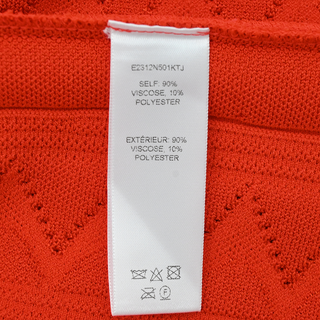 E2312N501KTJ
SELF: 90%
VISCOSE, 10%
POLYESTER
EXTÉRIEUR: 90%
VISCOSE, 10%
POLYESTER